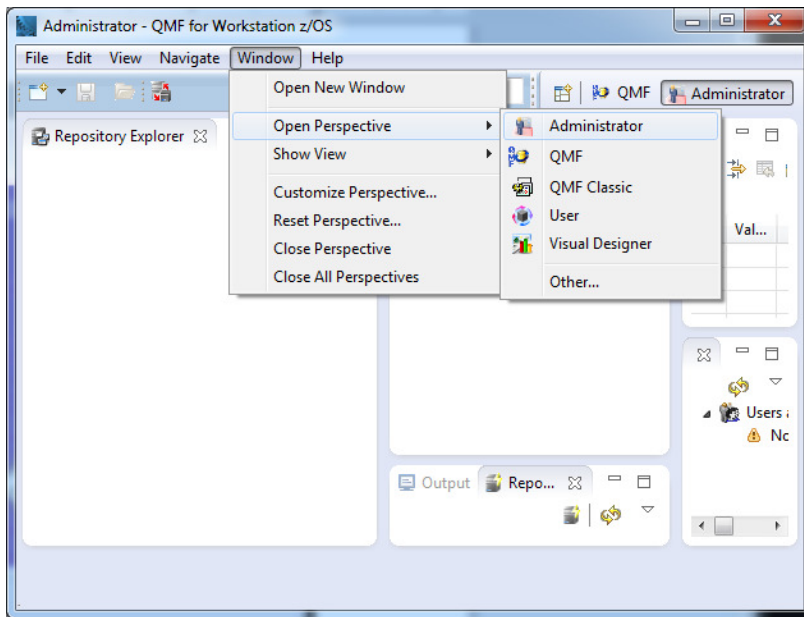 Administrator - QMF for Workstation z/OS
File Edit View Navigate Window Help
QMF Administrator
Open New Window
Open Perspective
Show View
Customize Perspective...
Reset Perspective...
Close Perspective
Close All Perspectives
Administrator
QMF
QMF Classic
User
Visual Designer
Other...
Repository Explorer
Val...
Users
No
Output Repo...